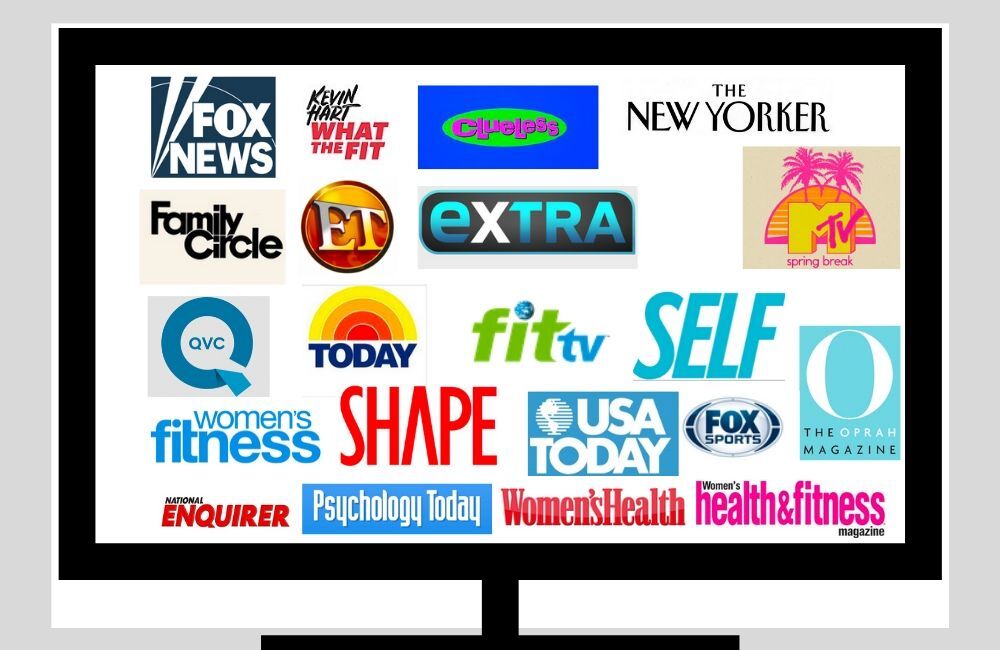 FOX
NEWS
KEVIN
HART
WHAT
THE FIT
CLUELESS
THE
NEW YORKER
Family
Circle
ET
eXTRA
MTV
spring break
QVC
TODAY
fit tv
SELF
O
THE OPRAH
MAGAZINE
women's
fitness
SHAPE
USA
TODAY
FOX
SPORTS
NATIONAL
ENQUIRER
Psychology Today
Women'sHealth
Women's
health&fitness
magazine